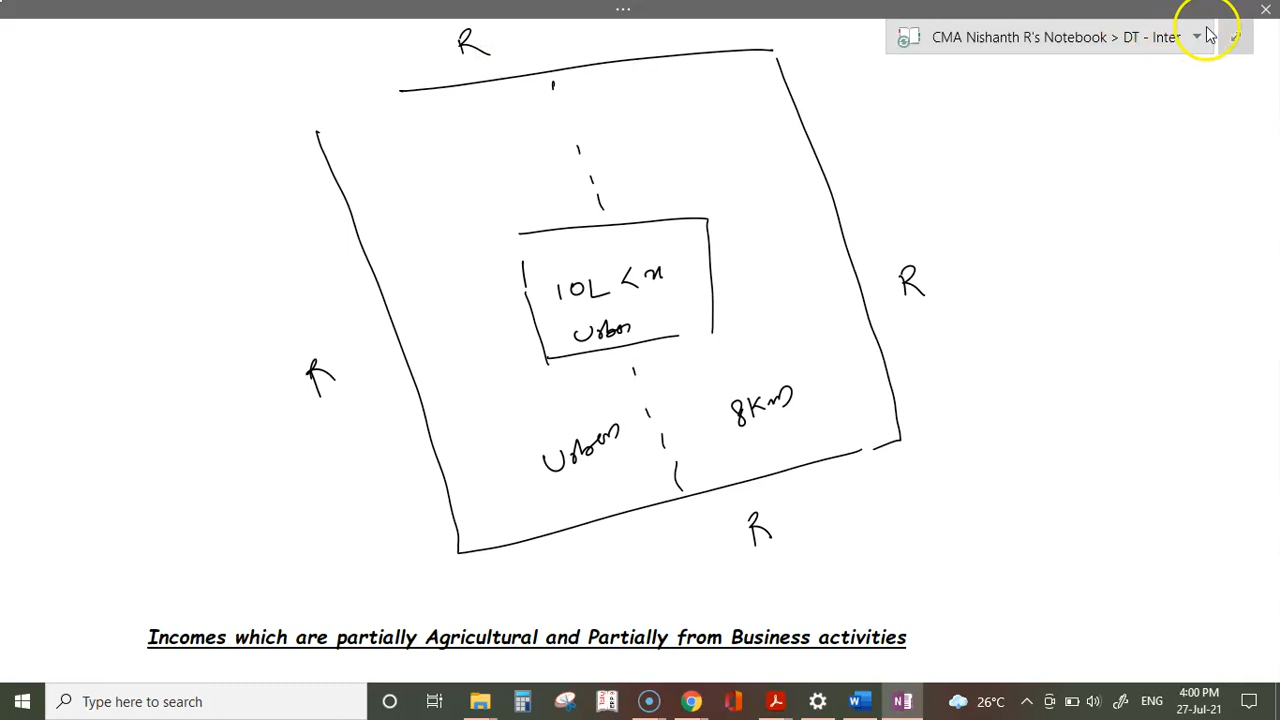 ...
CMA Nishanth R's Notebook > DT - Inter
R
10L < x
Urban
R
R
Urban
8Km
R
Incomes which are partially Agricultural and Partially from Business activities
Type here to search
26°C
ENG
4:00 PM
27-Jul-21